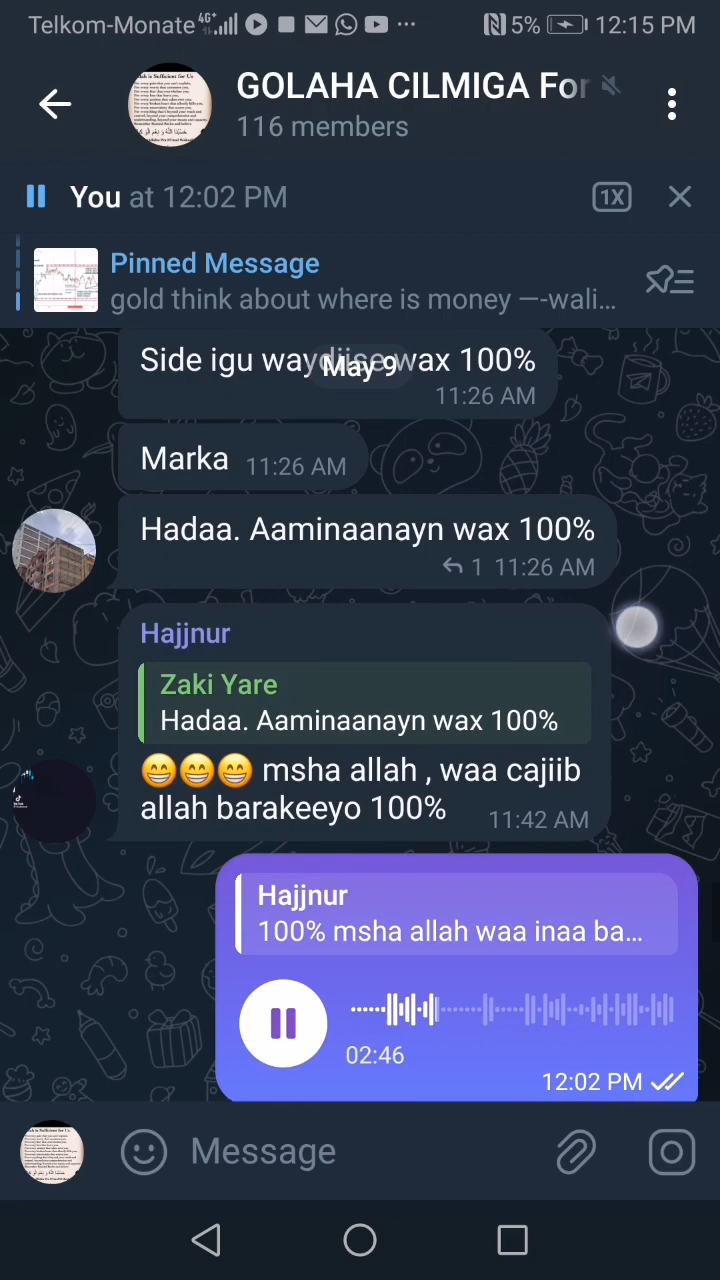 Telkom-Monate 4G+ ... N 5% 12:15 PM
GOLAHA CILMIGA For
116 members
You at 12:02 PM 1X
Pinned Message
gold think about where is money —-wali...
Side igu waydiise wax 100%
May 9
11:26 AM
Marka 11:26 AM
Hadaa. Aaminaanayn wax 100%
1 11:26 AM
Hajjnur
Zaki Yare
Hadaa. Aaminaanayn wax 100%
😁😁😁 msha allah , waa cajiib
allah barakeeyo 100% 11:42 AM
Hajjnur
100% msha allah waa inaa ba...
02:46
12:02 PM
Message